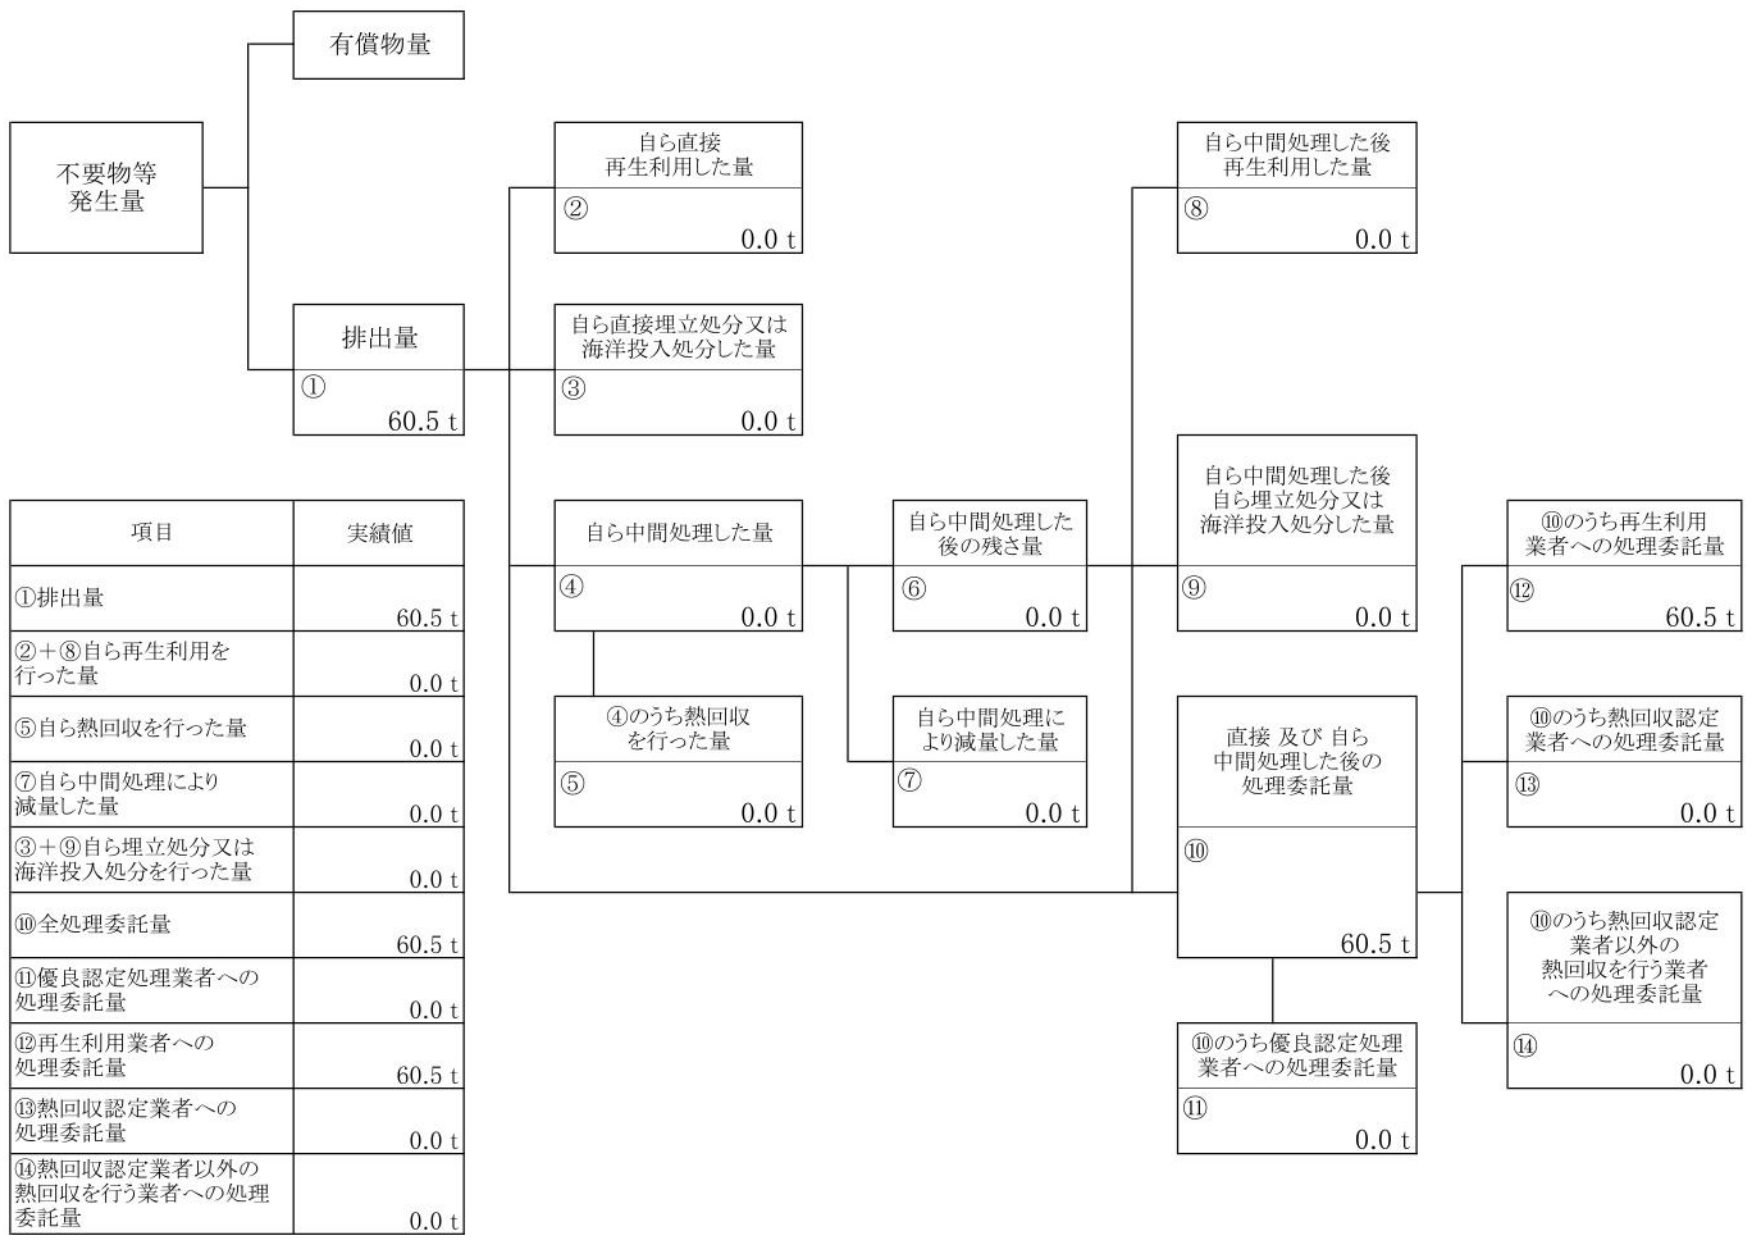 有償物量
不要物等
発生量
自ら直接
再生利用した量
②
0.0 t
自ら中間処理した後
再生利用した量
⑧
0.0 t
排出量
①
60.5 t
自ら直接埋立処分又は
海洋投入処分した量
③
0.0 t
自ら中間処理した量
④
0.0 t
自ら中間処理した
後の残さ量
⑥
0.0 t
自ら中間処理した後
自ら埋立処分又は
海洋投入処分した量
⑨
0.0 t
⑩のうち再生利用
業者への処理委託量
⑫
60.5 t
④のうち熱回収
を行った量
⑤
0.0 t
自ら中間処理に
より減量した量
⑦
0.0 t
直接 及び 自ら
中間処理した後の
処理委託量
⑩
60.5 t
⑩のうち熱回収認定
業者への処理委託量
⑬
0.0 t
⑩のうち熱回収認定
業者以外の
熱回収を行う業者
への処理委託量
⑭
0.0 t
⑩のうち優良認定処理
業者への処理委託量
⑪
0.0 t
項目
実績値
①排出量
60.5 t
②＋⑧自ら再生利用を
行った量
0.0 t
⑤自ら熱回収を行った量
0.0 t
⑦自ら中間処理により
減量した量
0.0 t
③＋⑨自ら埋立処分又は
海洋投入処分を行った量
0.0 t
⑩全処理委託量
60.5 t
⑪優良認定処理業者への
処理委託量
0.0 t
⑫再生利用業者への
処理委託量
60.5 t
⑬熱回収認定業者への
処理委託量
0.0 t
⑭熱回収認定業者以外の
熱回収を行う業者への処理
委託量
0.0 t